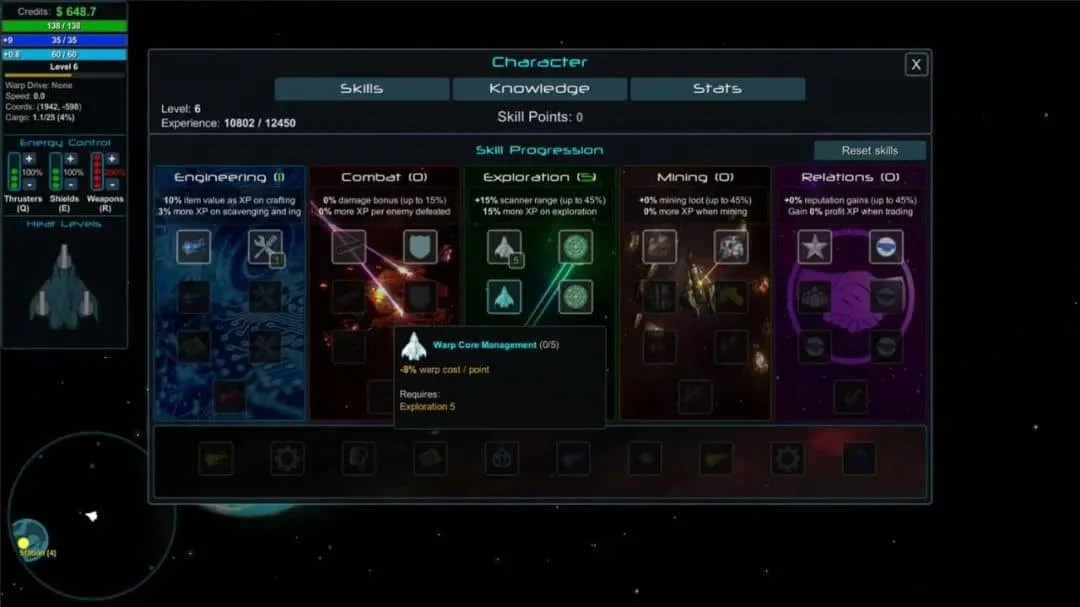 Credits: $ 648.7
138 / 138
+9 35 / 35
+0.8 60 / 60
Level 6
Warp Drive: None
Speed: 0.0
Coords: (1942, -598)
Cargo: 1.1/25 (4%)
Energy Control
+ + +
100% 100% 200%
- - -
Thrusters Shields Weapons
(Q) (E) (R)
Heat Levels
Station [4]
Character
X
Skills Knowledge Stats
Level: 6
Experience: 10802 / 12450
Skill Points: 0
Skill Progression
Reset skills
Engineering (1)
10% item value as XP on crafting
3% more XP on scavenging and ing
1
Combat (0)
0% damage bonus (up to 15%)
0% more XP per enemy defeated
Exploration (5)
+15% scanner range (up to 45%)
15% more XP on exploration
5
Mining (0)
+0% mining loot (up to 45%)
0% more XP when mining
Relations (0)
+0% reputation gains (up to 45%)
Gain 0% profit XP when trading
Warp Core Management (0/5)
-8% warp cost / point
Requires:
Exploration 5